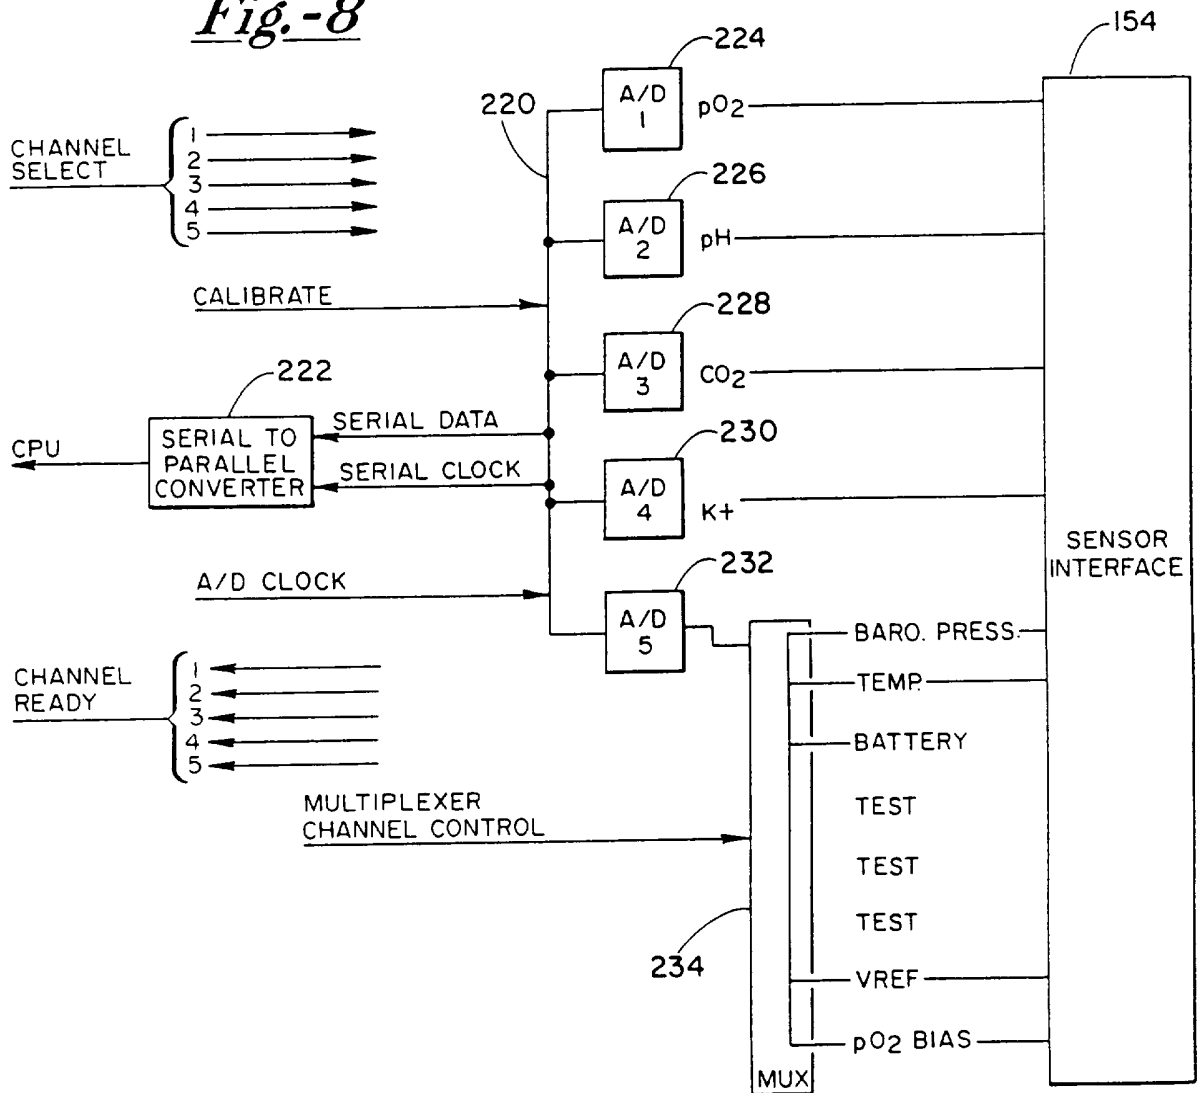 Fig.-8
154
224
A/D
1
pO2
220
CHANNEL
SELECT
1
2
3
4
5
226
A/D
2
pH
CALIBRATE
228
A/D
3
CO2
222
SERIAL TO
PARALLEL
CONVERTER
CPU
SERIAL DATA
SERIAL CLOCK
230
A/D
4
K+
SENSOR
INTERFACE
A/D CLOCK
232
A/D
5
CHANNEL
READY
1
2
3
4
5
BARO. PRESS.
TEMP.
BATTERY
TEST
TEST
TEST
VREF
pO2 BIAS
MULTIPLEXER
CHANNEL CONTROL
234
MUX